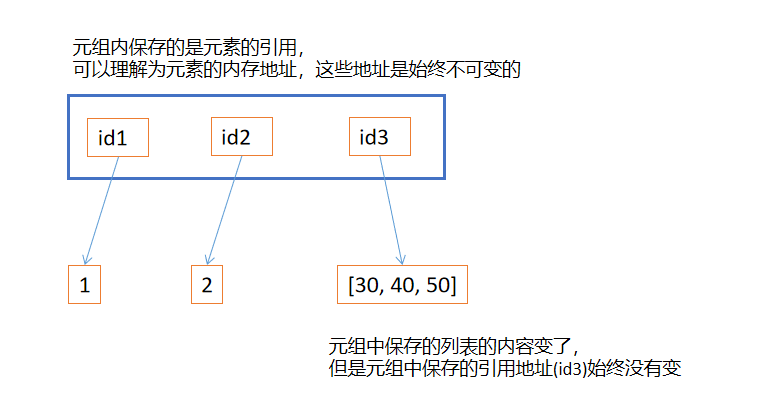 元组内保存的是元素的引用，
可以理解为元素的内存地址，这些地址是始终不可变的
id1 id2 id3
1 2 [30, 40, 50]
元组中保存的列表的内容变了，
但是元组中保存的引用地址(id3)始终没有变